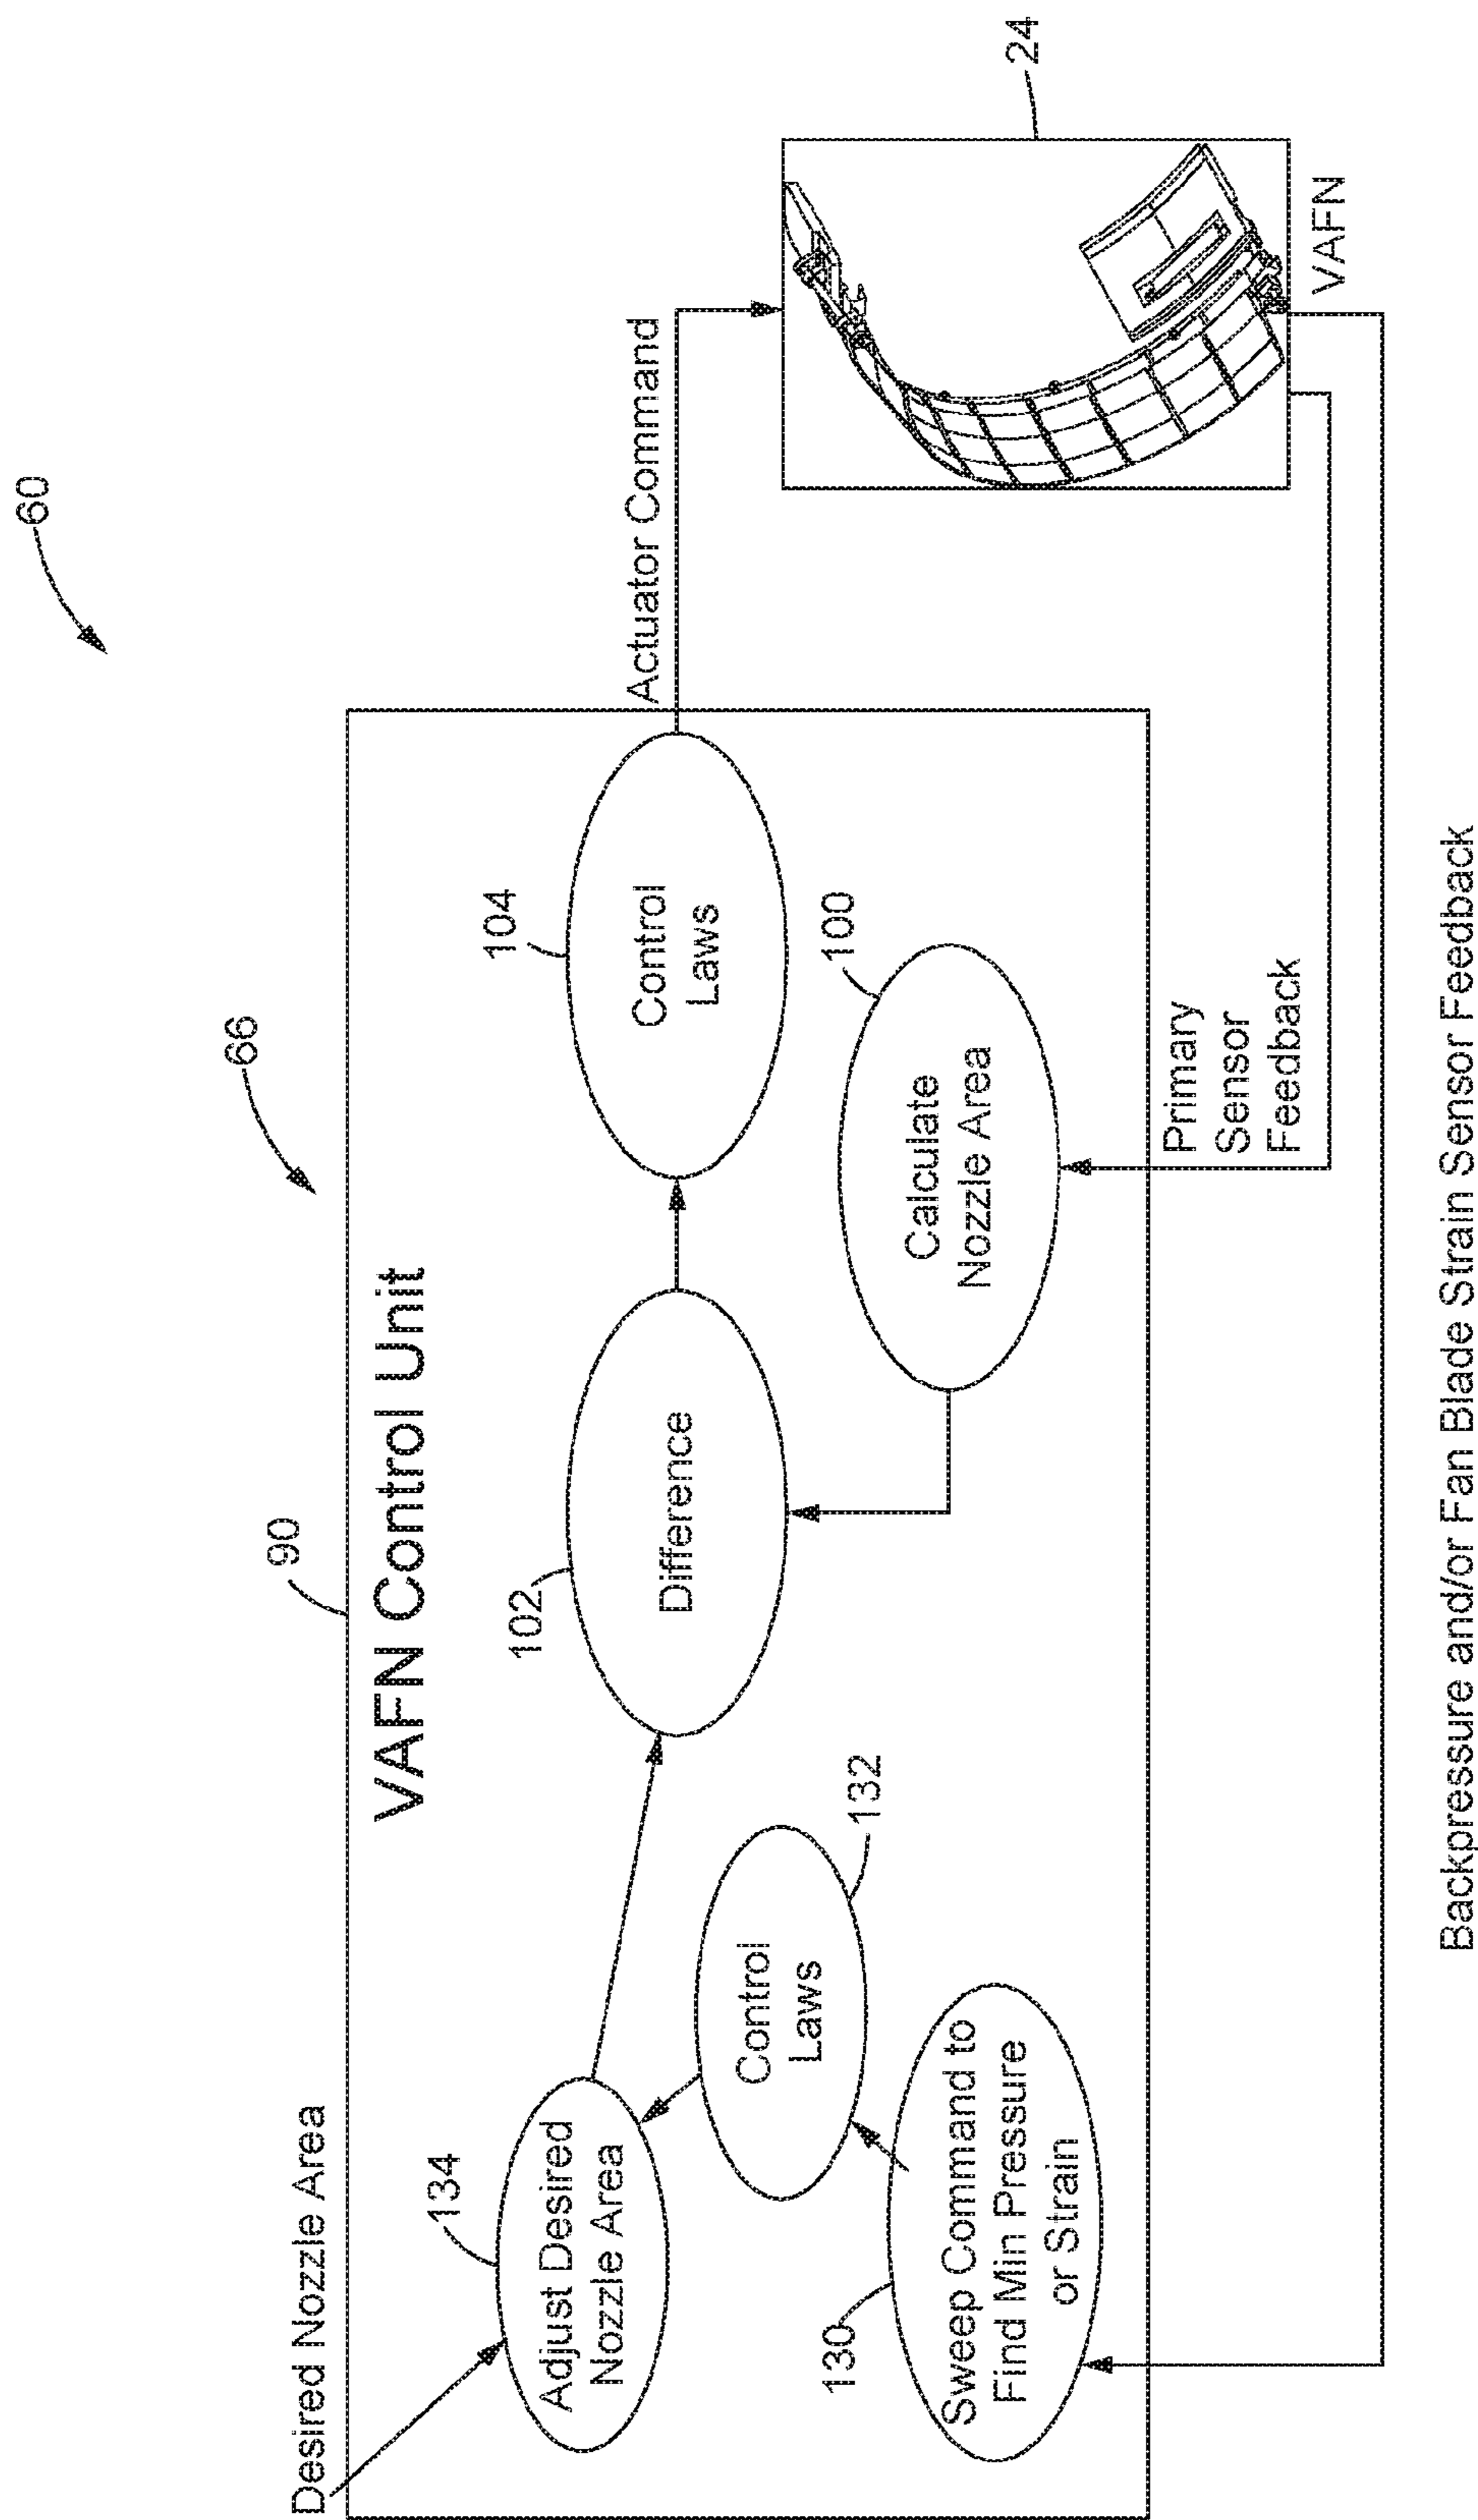 60
66
90
VAFN Control Unit
Desired Nozzle Area
134
Adjust Desired
Nozzle Area
132
Control
Laws
130
Sweep Command to
Find Min Pressure
or Strain
102
Difference
104
Control
Laws
100
Calculate
Nozzle Area
Actuator Command
24
VAFN
Primary
Sensor
Feedback
Backpressure and/or Fan Blade Strain Sensor Feedback